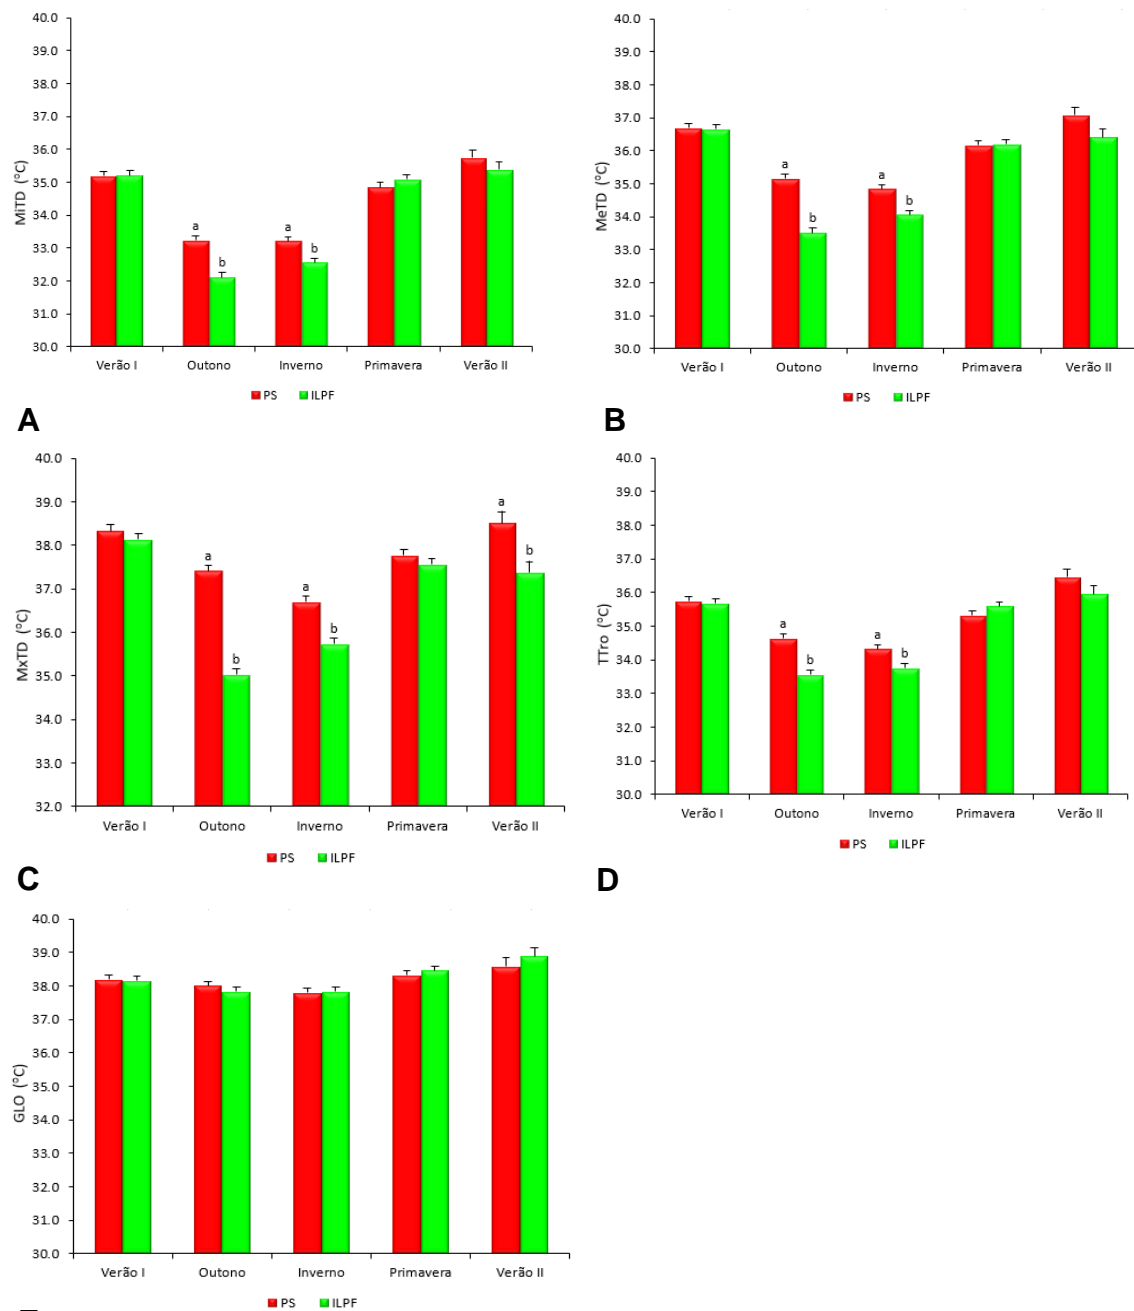 40.0
39.0
38.0
37.0
36.0
35.0
34.0
33.0
32.0
31.0
30.0
MiTD (°C)
a
b
a
b
Verão I Outono Inverno Primavera Verão II
PS ILPF
A
40.0
39.0
38.0
37.0
36.0
35.0
34.0
33.0
32.0
31.0
30.0
MeTD (°C)
a
b
a
b
Verão I Outono Inverno Primavera Verão II
PS ILPF
B
40.0
39.0
38.0
37.0
36.0
35.0
34.0
33.0
32.0
MxTD (°C)
a
b
a
b
a
b
Verão I Outono Inverno Primavera Verão II
PS ILPF
C
40.0
39.0
38.0
37.0
36.0
35.0
34.0
33.0
32.0
31.0
30.0
TTro (°C)
a
b
a
b
Verão I Outono Inverno Primavera Verão II
PS ILPF
D
40.0
39.0
38.0
37.0
36.0
35.0
34.0
33.0
32.0
31.0
30.0
GLO (°C)
Verão I Outono Inverno Primavera Verão II
PS ILPF